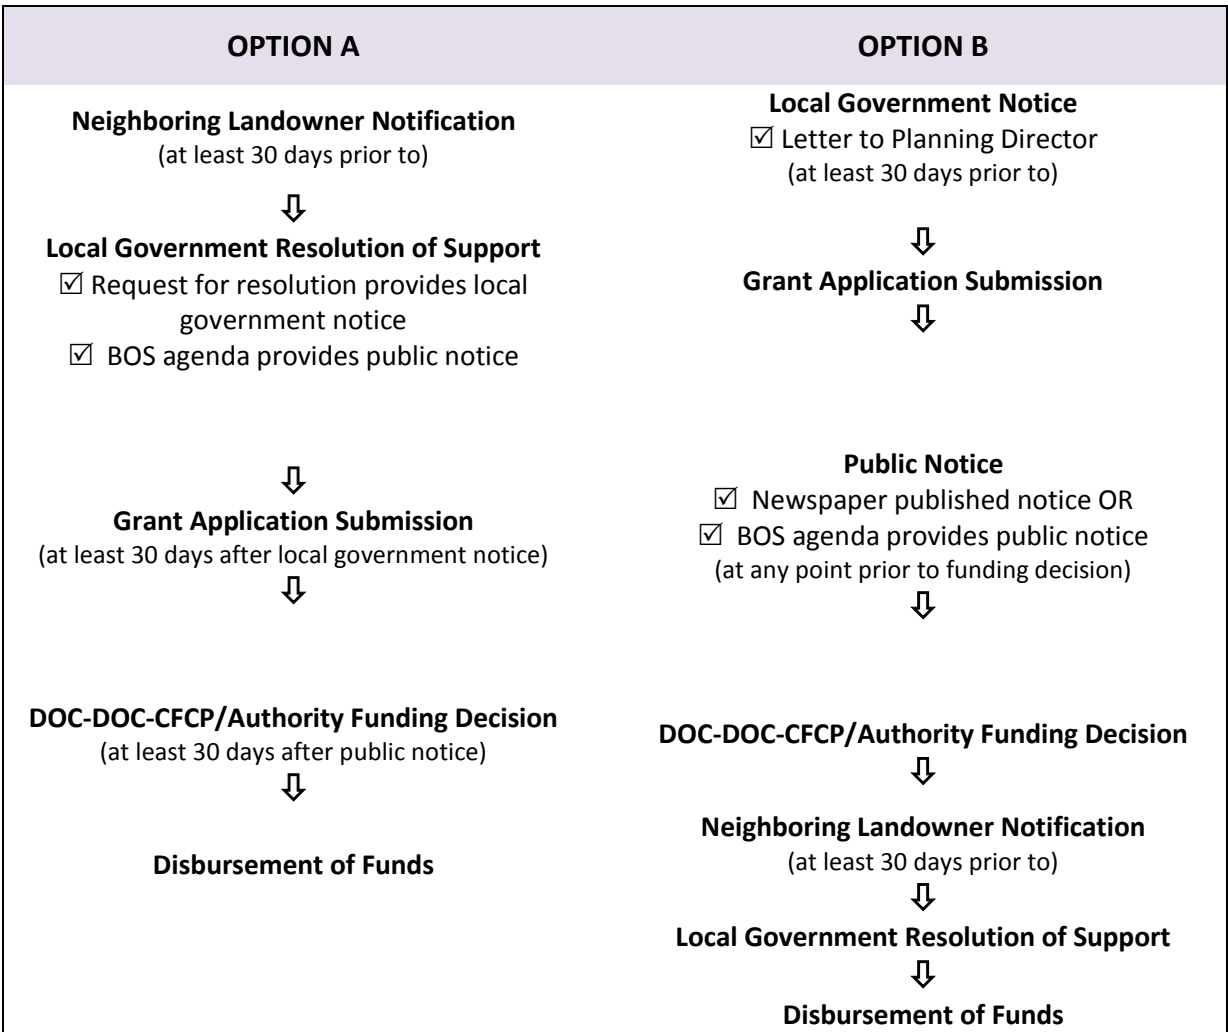 OPTION A
Neighboring Landowner Notification
(at least 30 days prior to)
⇩
Local Government Resolution of Support
☑ Request for resolution provides local
government notice
☑ BOS agenda provides public notice
⇩
Grant Application Submission
(at least 30 days after local government notice)
⇩
DOC-DOC-CFCP/Authority Funding Decision
(at least 30 days after public notice)
⇩
Disbursement of Funds
OPTION B
Local Government Notice
☑ Letter to Planning Director
(at least 30 days prior to)
⇩
Grant Application Submission
⇩
Public Notice
☑ Newspaper published notice OR
☑ BOS agenda provides public notice
(at any point prior to funding decision)
⇩
DOC-DOC-CFCP/Authority Funding Decision
⇩
Neighboring Landowner Notification
(at least 30 days prior to)
⇩
Local Government Resolution of Support
⇩
Disbursement of Funds